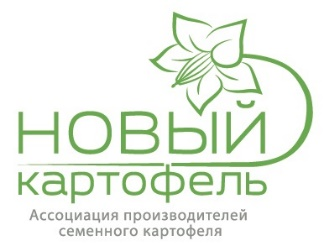 НОВЫЙ
картофель
Ассоциация производителей
семенного картофеля